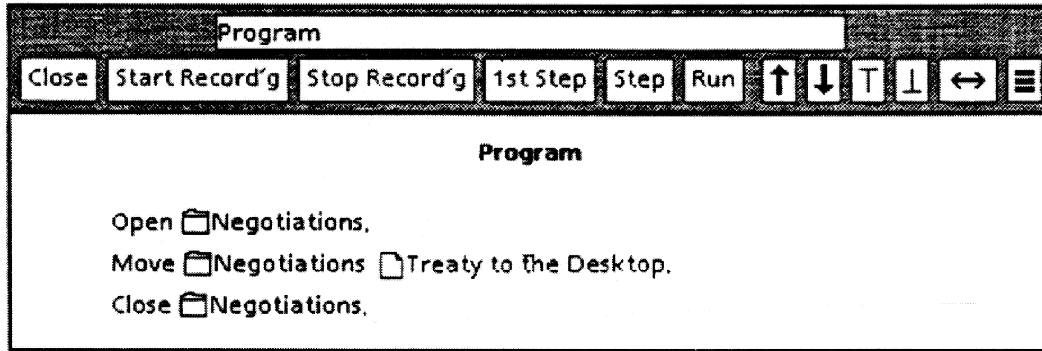 Program
Close Start Record'g Stop Record'g 1st Step Step Run ↑ ↓ ⊤ ⊥ ↔ ≡
Program
Open Negotiations.
Move Negotiations Treaty to the Desktop.
Close Negotiations.